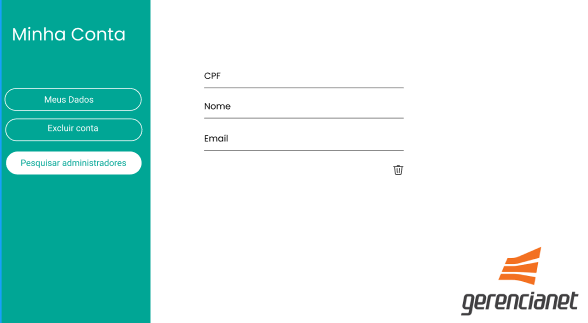 Minha Conta
Meus Dados
Excluir conta
Pesquisar administradores
CPF
Nome
Email
gerencianet